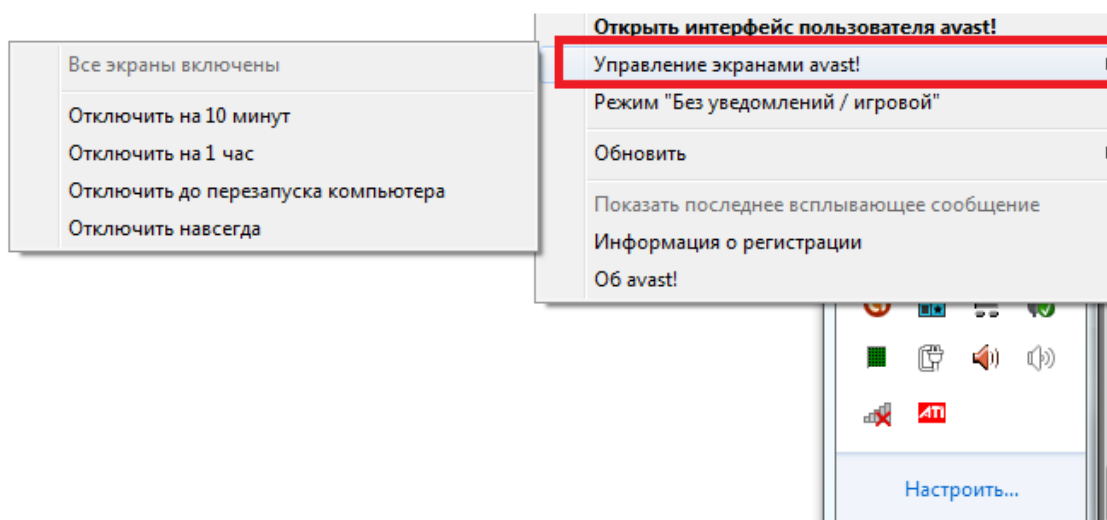 Открыть интерфейс пользователя avast!
Управление экранами avast!
Режим "Без уведомлений / игровой"
Обновить
Показать последнее всплывающее сообщение
Информация о регистрации
Об avast!
Все экраны включены
Отключить на 10 минут
Отключить на 1 час
Отключить до перезапуска компьютера
Отключить навсегда
ATI
Настроить...